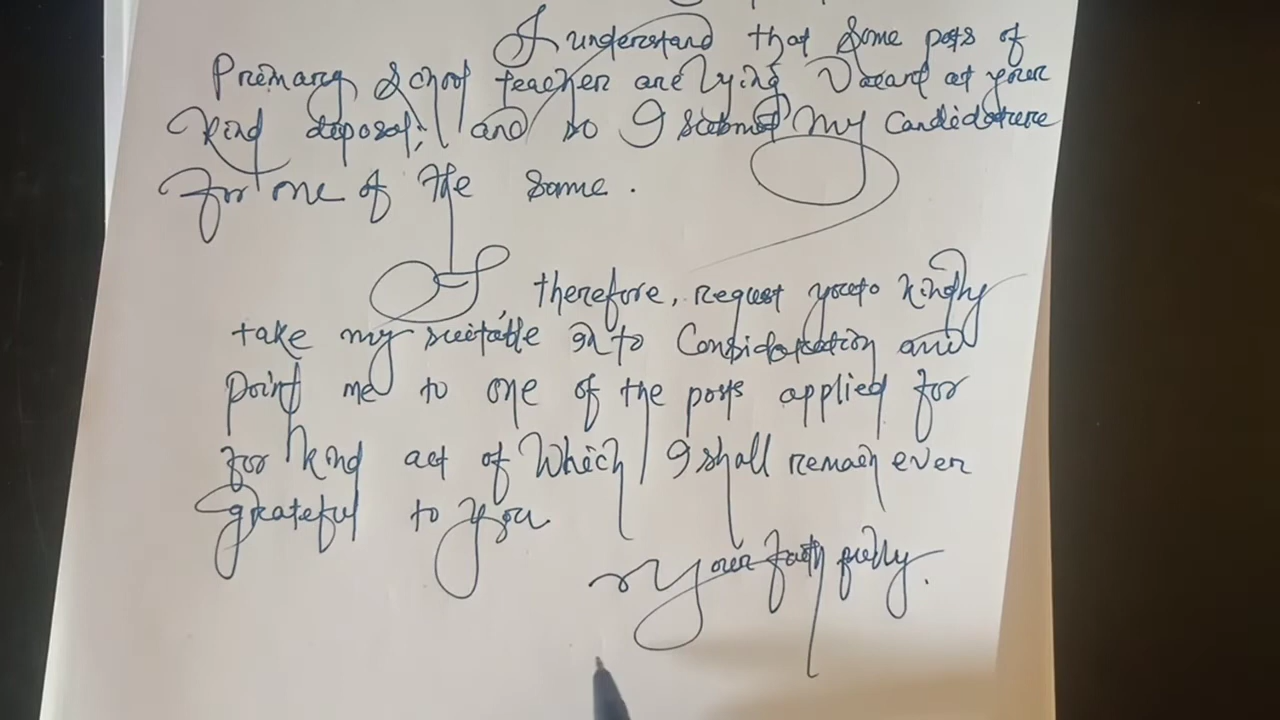 I understand that some posts of
Primary School teacher are lying Vacant at your
kind deposal, and so I submit my Candidature
for one of the same.
I, therefore, request you to kindly
take my suitable into Consideration and
point me to one of the posts applied for
for kind act of Which I shall remain ever
grateful to you
Your faithfully.